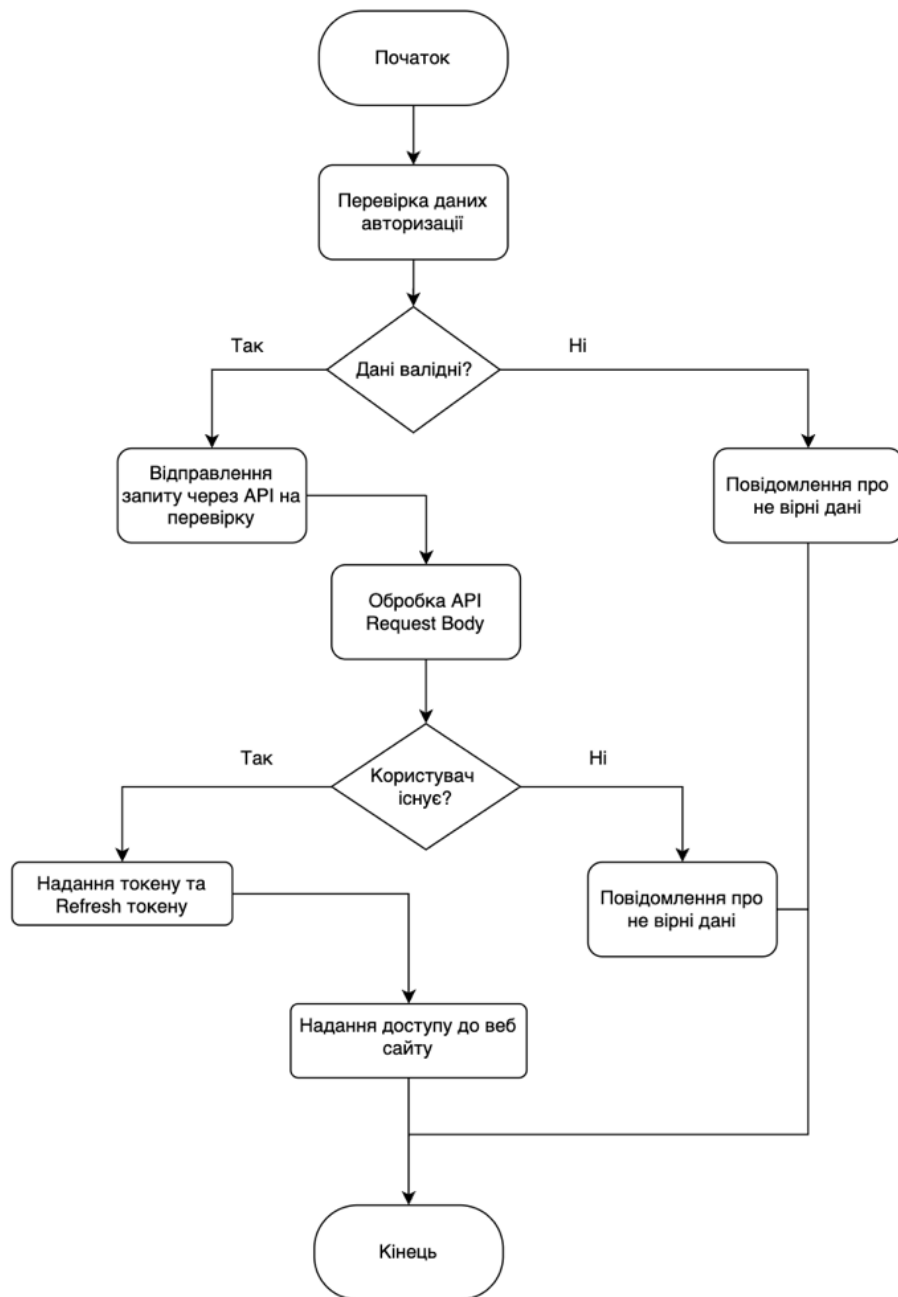 Початок
Перевірка даних
авторизації
Так
Ні
Дані валідні?
Відправлення
запиту через API на
перевірку
Повідомлення про
не вірні дані
Обробка API
Request Body
Так
Ні
Користувач
існує?
Надання токену та
Refresh токену
Повідомлення про
не вірні дані
Надання доступу до веб
сайту
Кінець